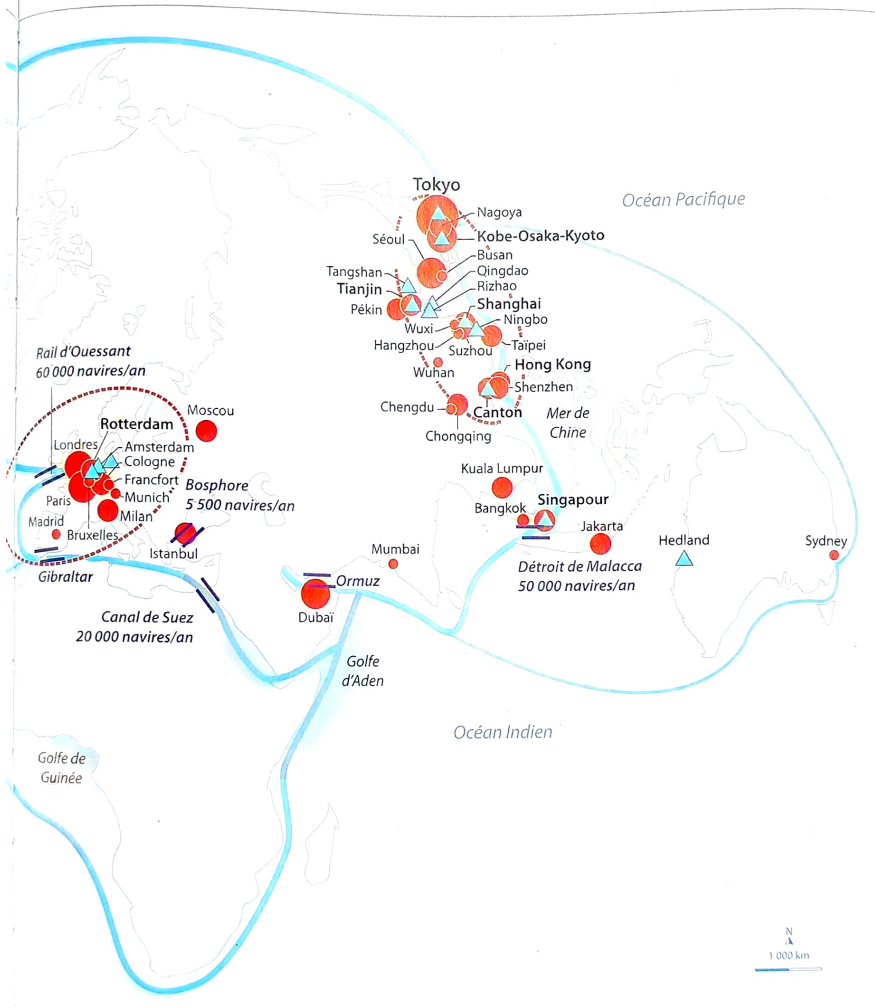 Océan Pacifique
Tokyo
Nagoya
Kobe-Osaka-Kyoto
Séoul
Busan
Qingdao
Rizhao
Tangshan
Tianjin
Pékin
Shanghai
Ningbo
Wuxi
Hangzhou
Suzhou
Taïpei
Wuhan
Hong Kong
Shenzhen
Chengdu
Canton
Chongqing
Mer de
Chine
Rail d'Ouessant
60 000 navires/an
Moscou
Rotterdam
Londres
Amsterdam
Cologne
Francfort
Munich
Paris
Milan
Madrid
Bruxelles
Bosphore
5 500 navires/an
Istanbul
Gibraltar
Kuala Lumpur
Bangkok
Singapour
Jakarta
Hedland
Sydney
Mumbai
Ormuz
Dubaï
Détroit de Malacca
50 000 navires/an
Canal de Suez
20 000 navires/an
Golfe
d'Aden
Océan Indien
Golfe de
Guinée
N
1 000 km